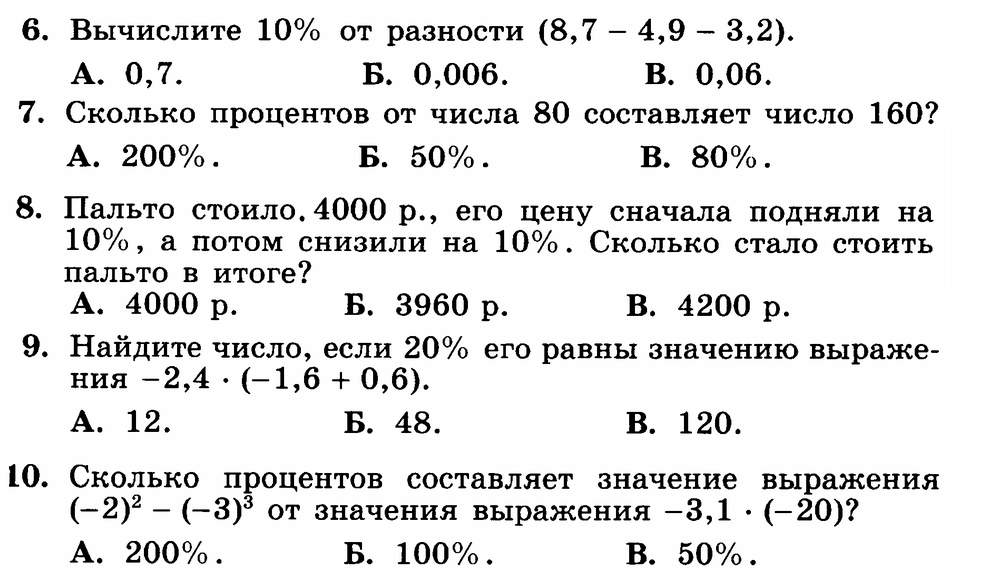 6. Вычислите 10% от разности (8,7 − 4,9 − 3,2).
А. 0,7. Б. 0,006. В. 0,06.
7. Сколько процентов от числа 80 составляет число 160?
А. 200%. Б. 50%. В. 80%.
8. Пальто стоило. 4000 р., его цену сначала подняли на
10%, а потом снизили на 10%. Сколько стало стоить
пальто в итоге?
А. 4000 р. Б. 3960 р. В. 4200 р.
9. Найдите число, если 20% его равны значению выраже-
ния −2,4 · (−1,6 + 0,6).
А. 12. Б. 48. В. 120.
10. Сколько процентов составляет значение выражения
(−2)² − (−3)³ от значения выражения −3,1 · (−20)?
А. 200%. Б. 100%. В. 50%.